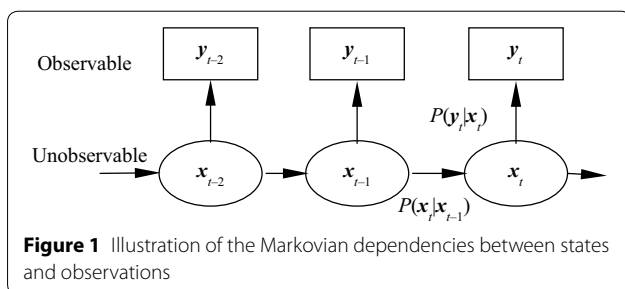 Observable
y_{t-2}
y_{t-1}
y_t
P(y_t|x_t)
Unobservable
x_{t-2}
x_{t-1}
x_t
P(x_t|x_{t-1})
Figure 1 Illustration of the Markovian dependencies between states
and observations